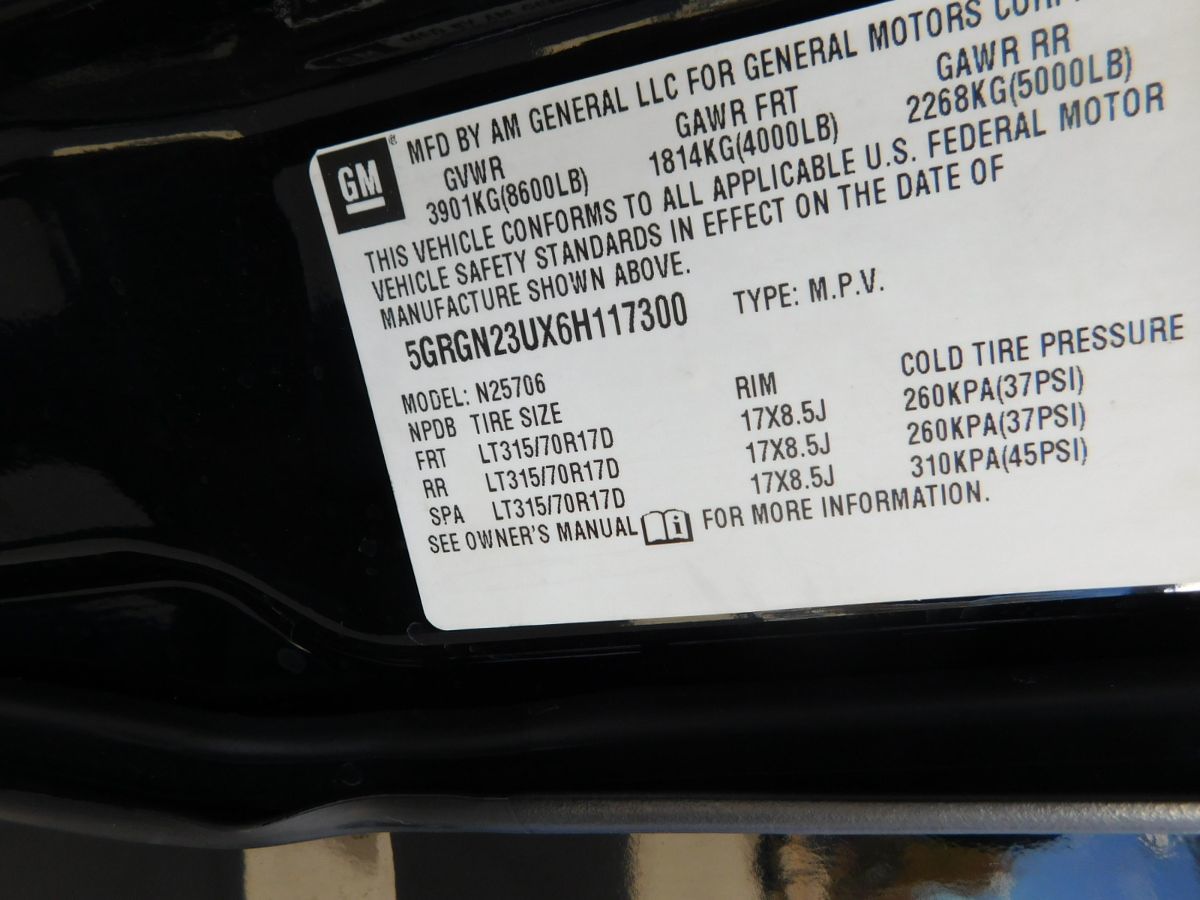 GM
MFD BY AM GENERAL LLC FOR GENERAL MOTORS
GVWR GAWR FRT GAWR RR
3901KG(8600LB) 1814KG(4000LB) 2268KG(5000LB)
THIS VEHICLE CONFORMS TO ALL APPLICABLE U.S. FEDERAL MOTOR
VEHICLE SAFETY STANDARDS IN EFFECT ON THE DATE OF
MANUFACTURE SHOWN ABOVE.
5GRGN23UX6H117300 TYPE: M.P.V.
MODEL: N25706
NPDB TIRE SIZE RIM COLD TIRE PRESSURE
FRT LT315/70R17D 17X8.5J 260KPA(37PSI)
RR LT315/70R17D 17X8.5J 260KPA(37PSI)
SPA LT315/70R17D 17X8.5J 310KPA(45PSI)
SEE OWNER'S MANUAL i FOR MORE INFORMATION.